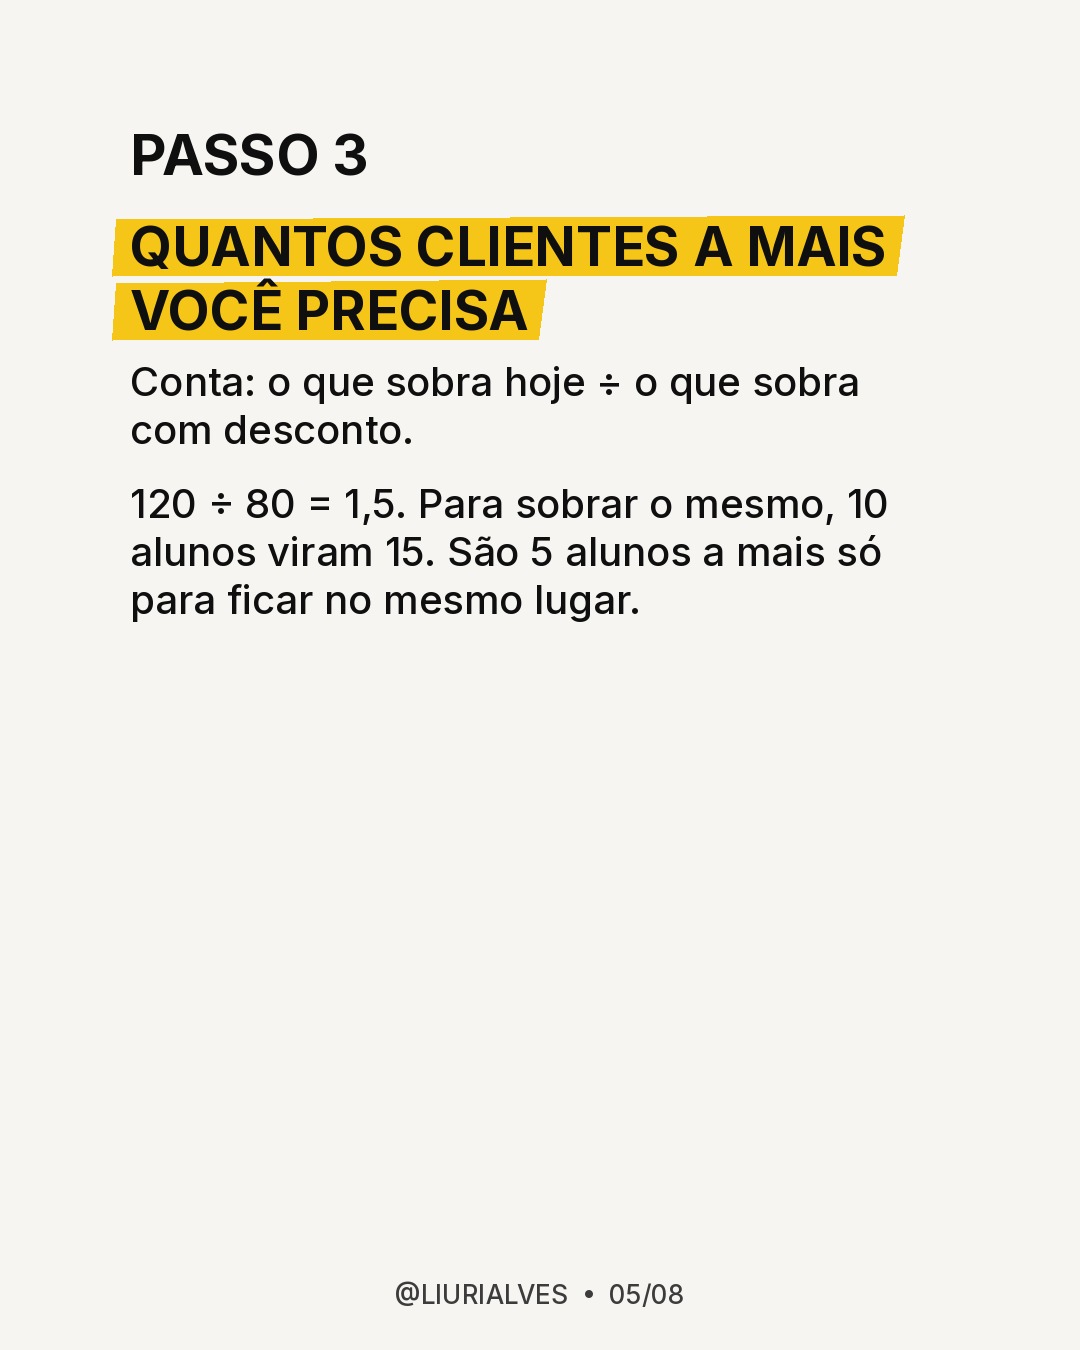 PASSO 3
QUANTOS CLIENTES A MAIS
VOCÊ PRECISA
Conta: o que sobra hoje ÷ o que sobra
com desconto.
120 ÷ 80 = 1,5. Para sobrar o mesmo, 10
alunos viram 15. São 5 alunos a mais só
para ficar no mesmo lugar.
@LIURIALVES • 05/08